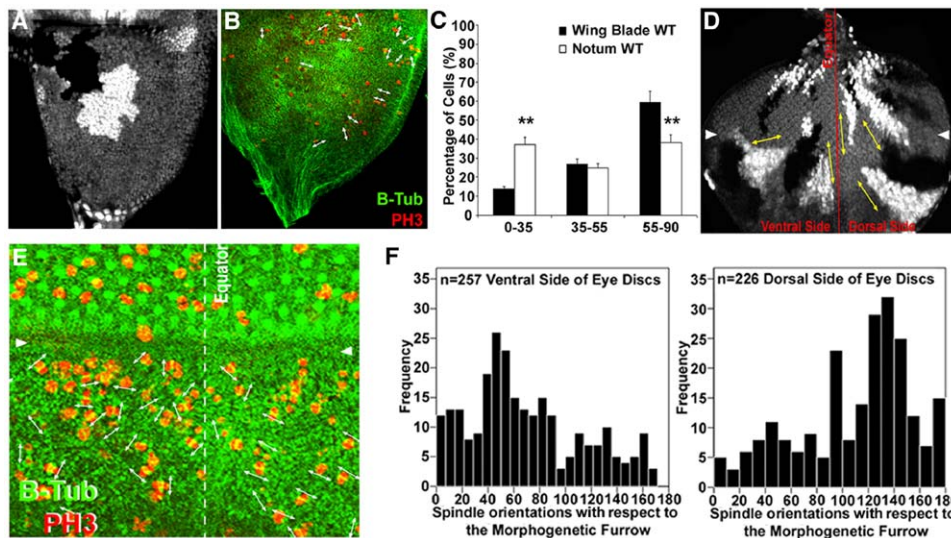 A
B
B-Tub
PH3
C
Wing Blade WT
Notum WT
Percentage of Cells (%)
100
90
80
70
60
50
40
30
20
10
0
**
**
0-35
35-55
55-90
D
Equator
Ventral Side
Dorsal Side
E
Equator
B-Tub
PH3
F
n=257 Ventral Side of Eye Discs
Frequency
35
30
25
20
15
10
5
0
0 20 40 60 80 100 120 140 160 180
Spindle orientations with respect to
the Morphogenetic Furrow
n=226 Dorsal Side of Eye Discs
Frequency
35
30
25
20
15
10
5
0
0 20 40 60 80 100 120 140 160 180
Spindle orientations with respect to
the Morphogenetic Furrow